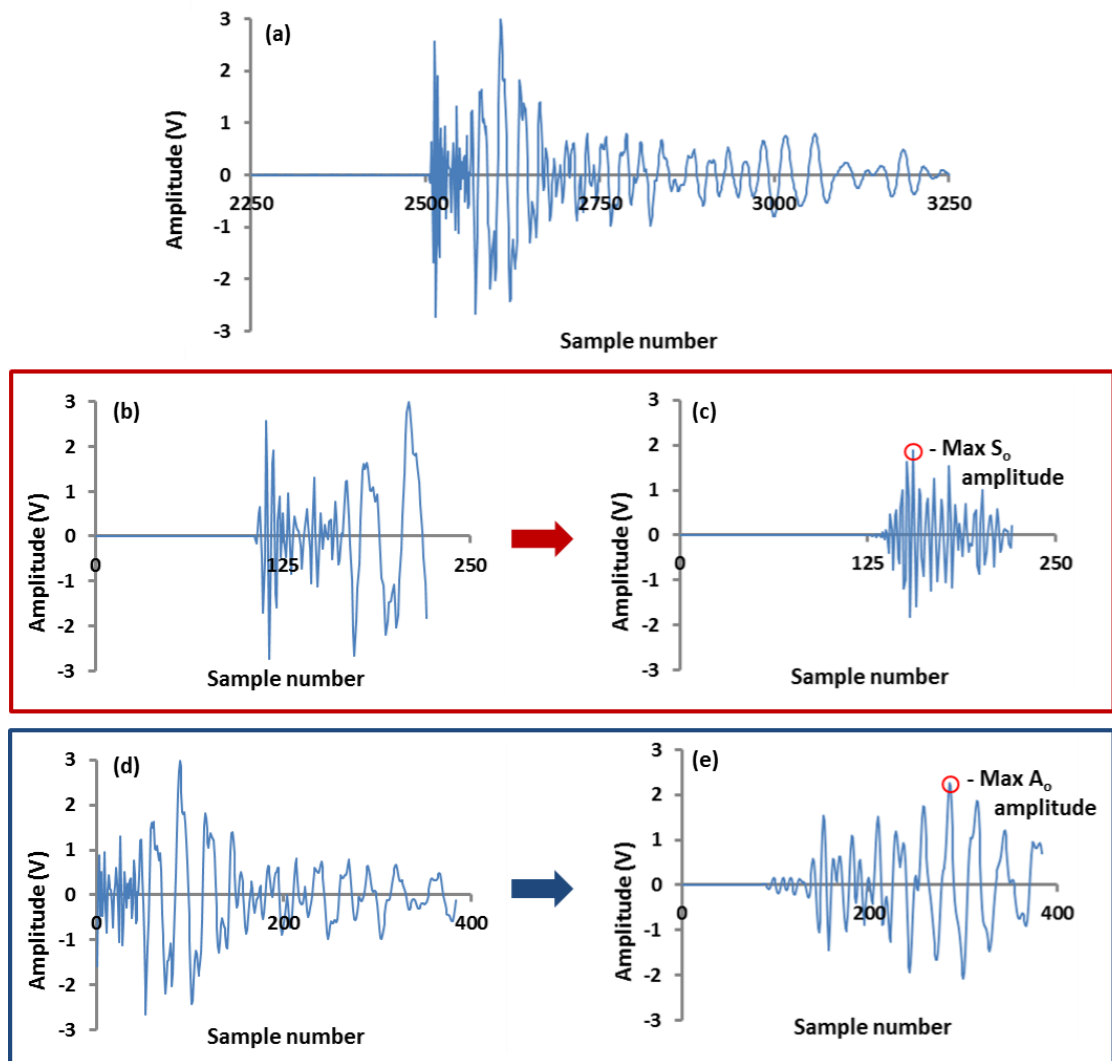 (a)
3
2
1
0
-1
-2
-3
2250
2500
2750
3000
3250
Amplitude (V)
Sample number
(b)
3
2
1
0
-1
-2
-3
0
125
250
Amplitude (V)
Sample number
(c)
3
2
1
0
-1
-2
-3
0
125
250
- Max So
amplitude
Amplitude (V)
Sample number
(d)
3
2
1
0
-1
-2
-3
0
200
400
Amplitude (V)
Sample number
(e)
3
2
1
0
-1
-2
-3
0
200
400
- Max Ao
amplitude
Amplitude (V)
Sample number